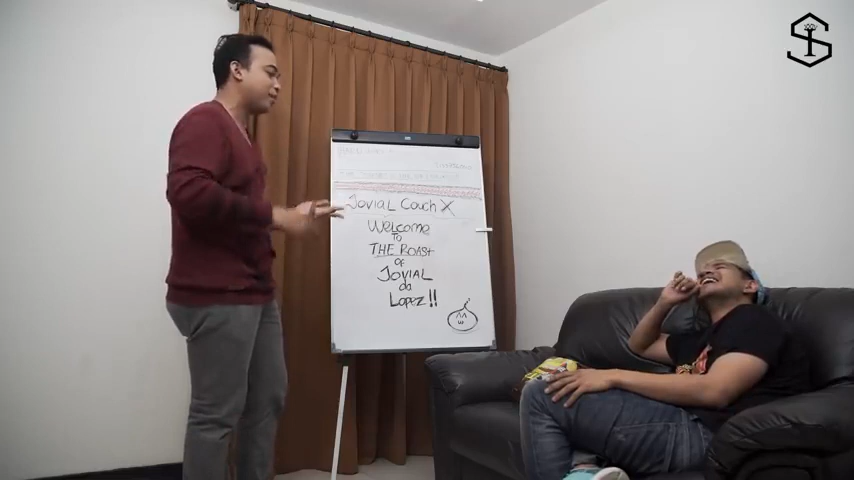 Jovial Couch X
Welcome
to
THE ROAST
of
Jovial
da
Lopez!!